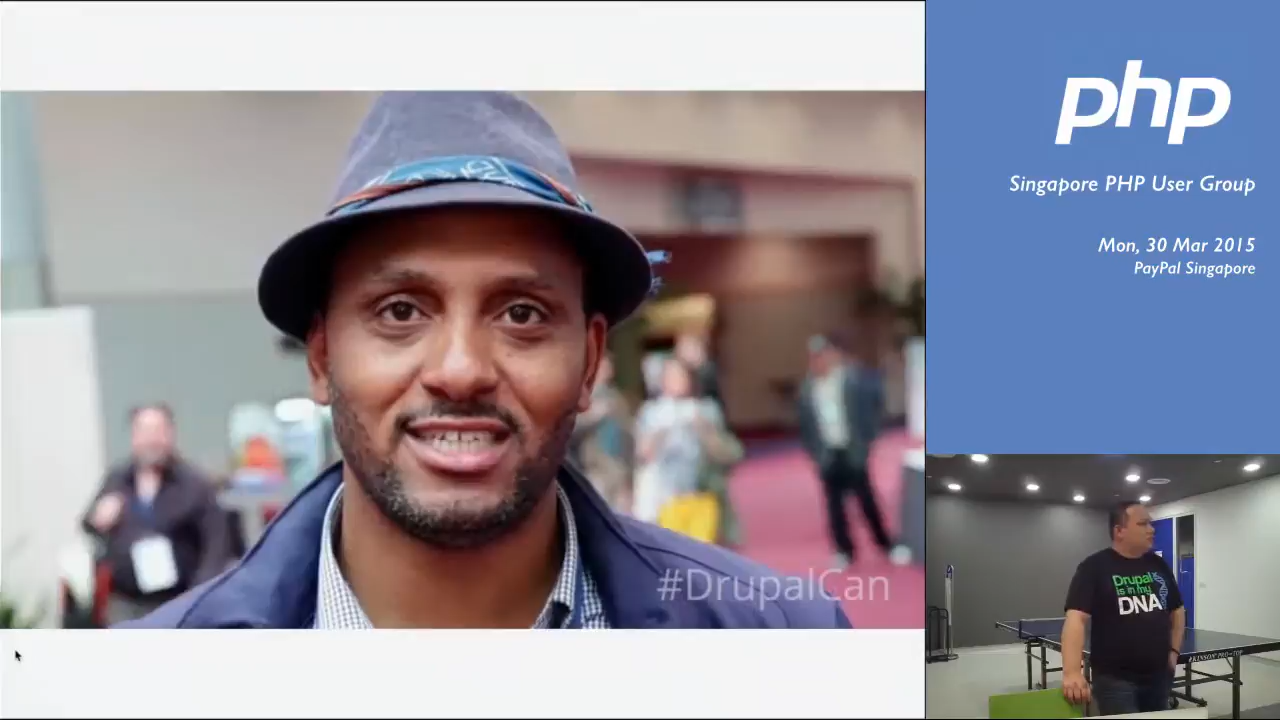 #DrupalCan
php
Singapore PHP User Group
Mon, 30 Mar 2015
PayPal Singapore
Drupal
is in my
DNA